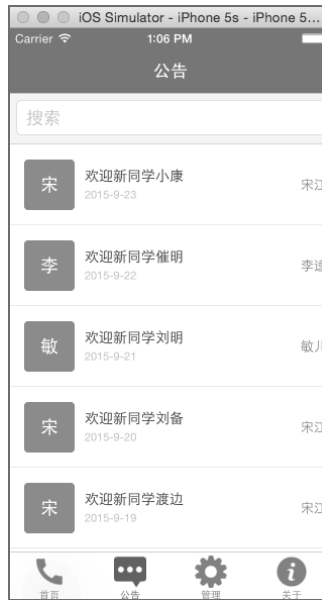 iOS Simulator - iPhone 5s - iPhone 5...
Carrier 1:06 PM
公告
搜索
宋 欢迎新同学小康 宋江
2015-9-23
李 欢迎新同学催明 李逵
2015-9-22
敏 欢迎新同学刘明 敏儿
2015-9-21
宋 欢迎新同学刘备 宋江
2015-9-20
宋 欢迎新同学渡边 宋江
2015-9-19
首页 公告 管理 关于